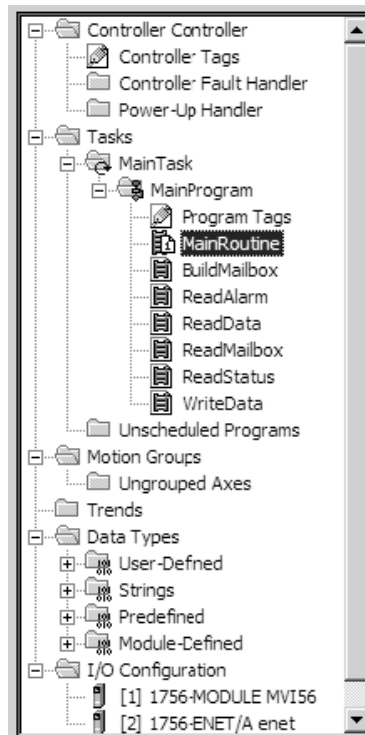 Controller Controller
Controller Tags
Controller Fault Handler
Power-Up Handler
Tasks
MainTask
MainProgram
Program Tags
MainRoutine
BuildMailbox
ReadAlarm
ReadData
ReadMailbox
ReadStatus
WriteData
Unscheduled Programs
Motion Groups
Ungrouped Axes
Trends
Data Types
User-Defined
Strings
Predefined
Module-Defined
I/O Configuration
[1] 1756-MODULE MVI56
[2] 1756-ENET/A enet